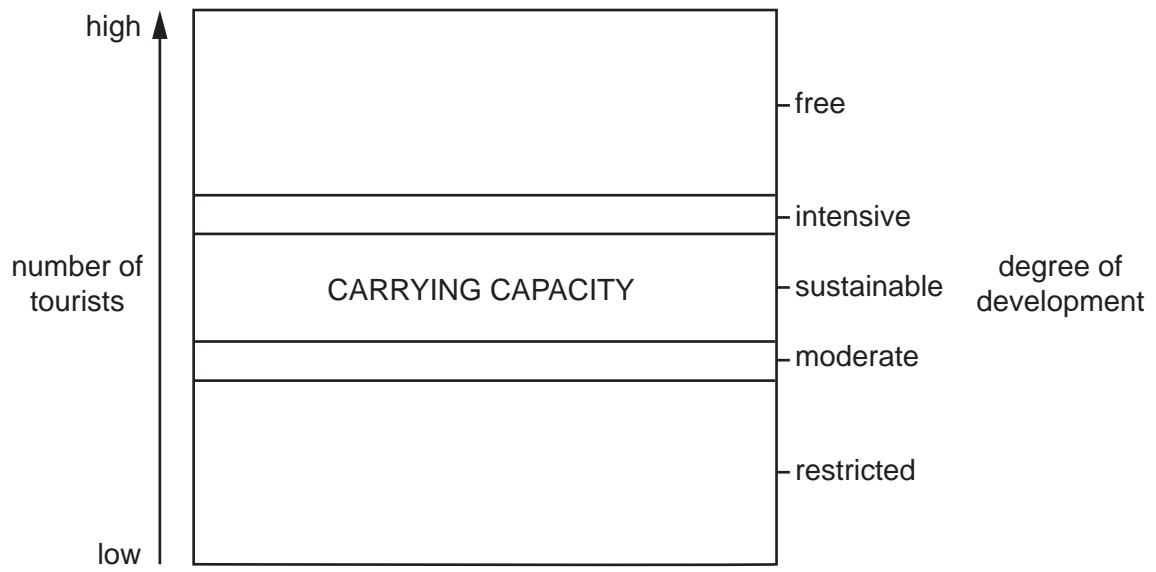 high
free
intensive
number of
tourists
CARRYING CAPACITY
sustainable
degree of
development
moderate
restricted
low